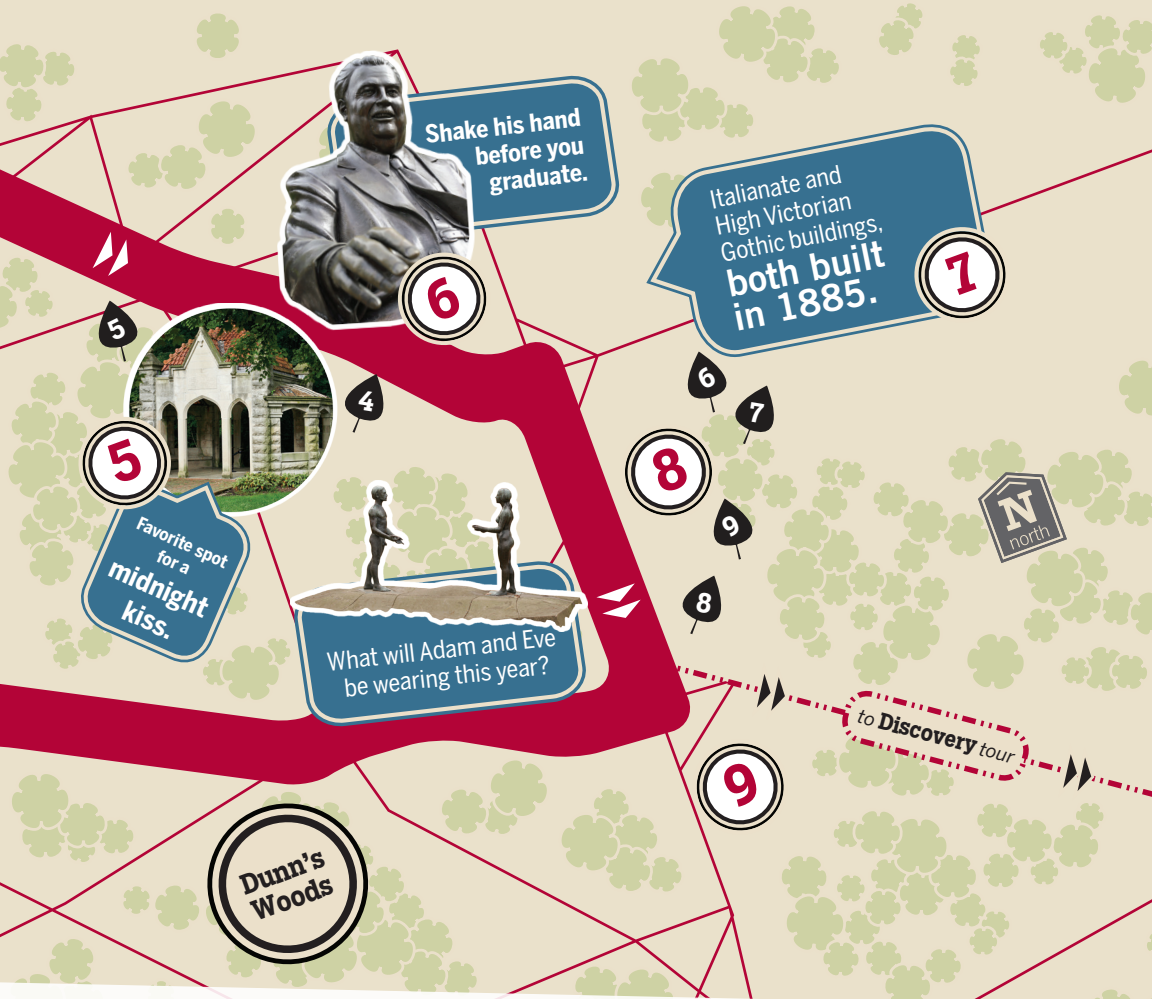 Shake his hand
before you
graduate.
6
Italianate and
High Victorian
Gothic buildings,
both built
in 1885.
7
5
4
6
7
5
8
9
8
Favorite spot
for a
midnight
kiss.
What will Adam and Eve
be wearing this year?
N
north
to Discovery tour
9
Dunn's
Woods